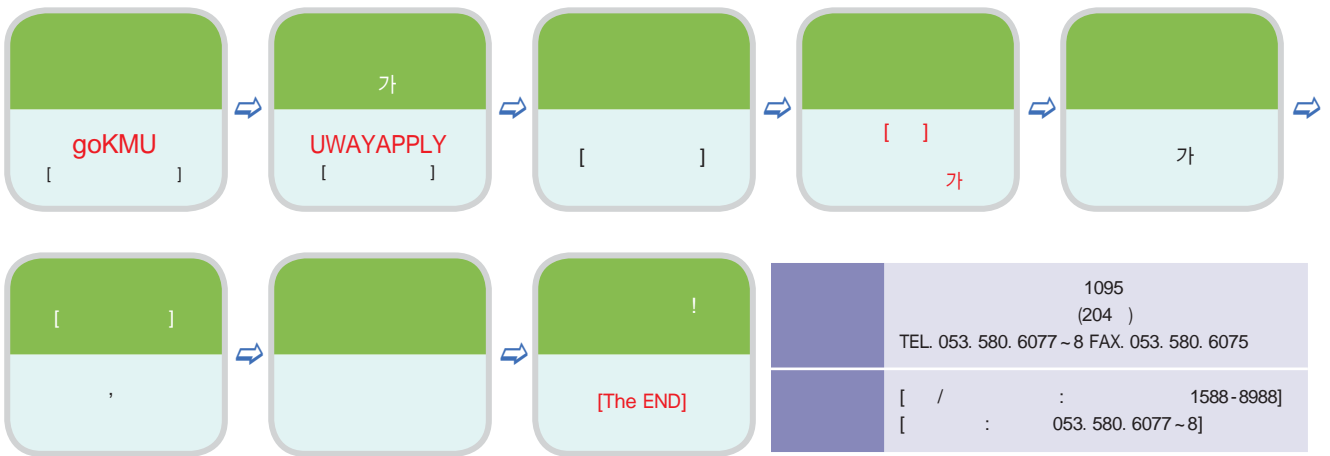 goKMU
[ ]
가
UWAYAPPLY
[ ]
[ ]
[ ]
가
가
[ ]
,
!
[The END]
1095
(204 )
TEL. 053. 580. 6077~8 FAX. 053. 580. 6075
[ / : 1588-8988]
[ : 053. 580. 6077~8]